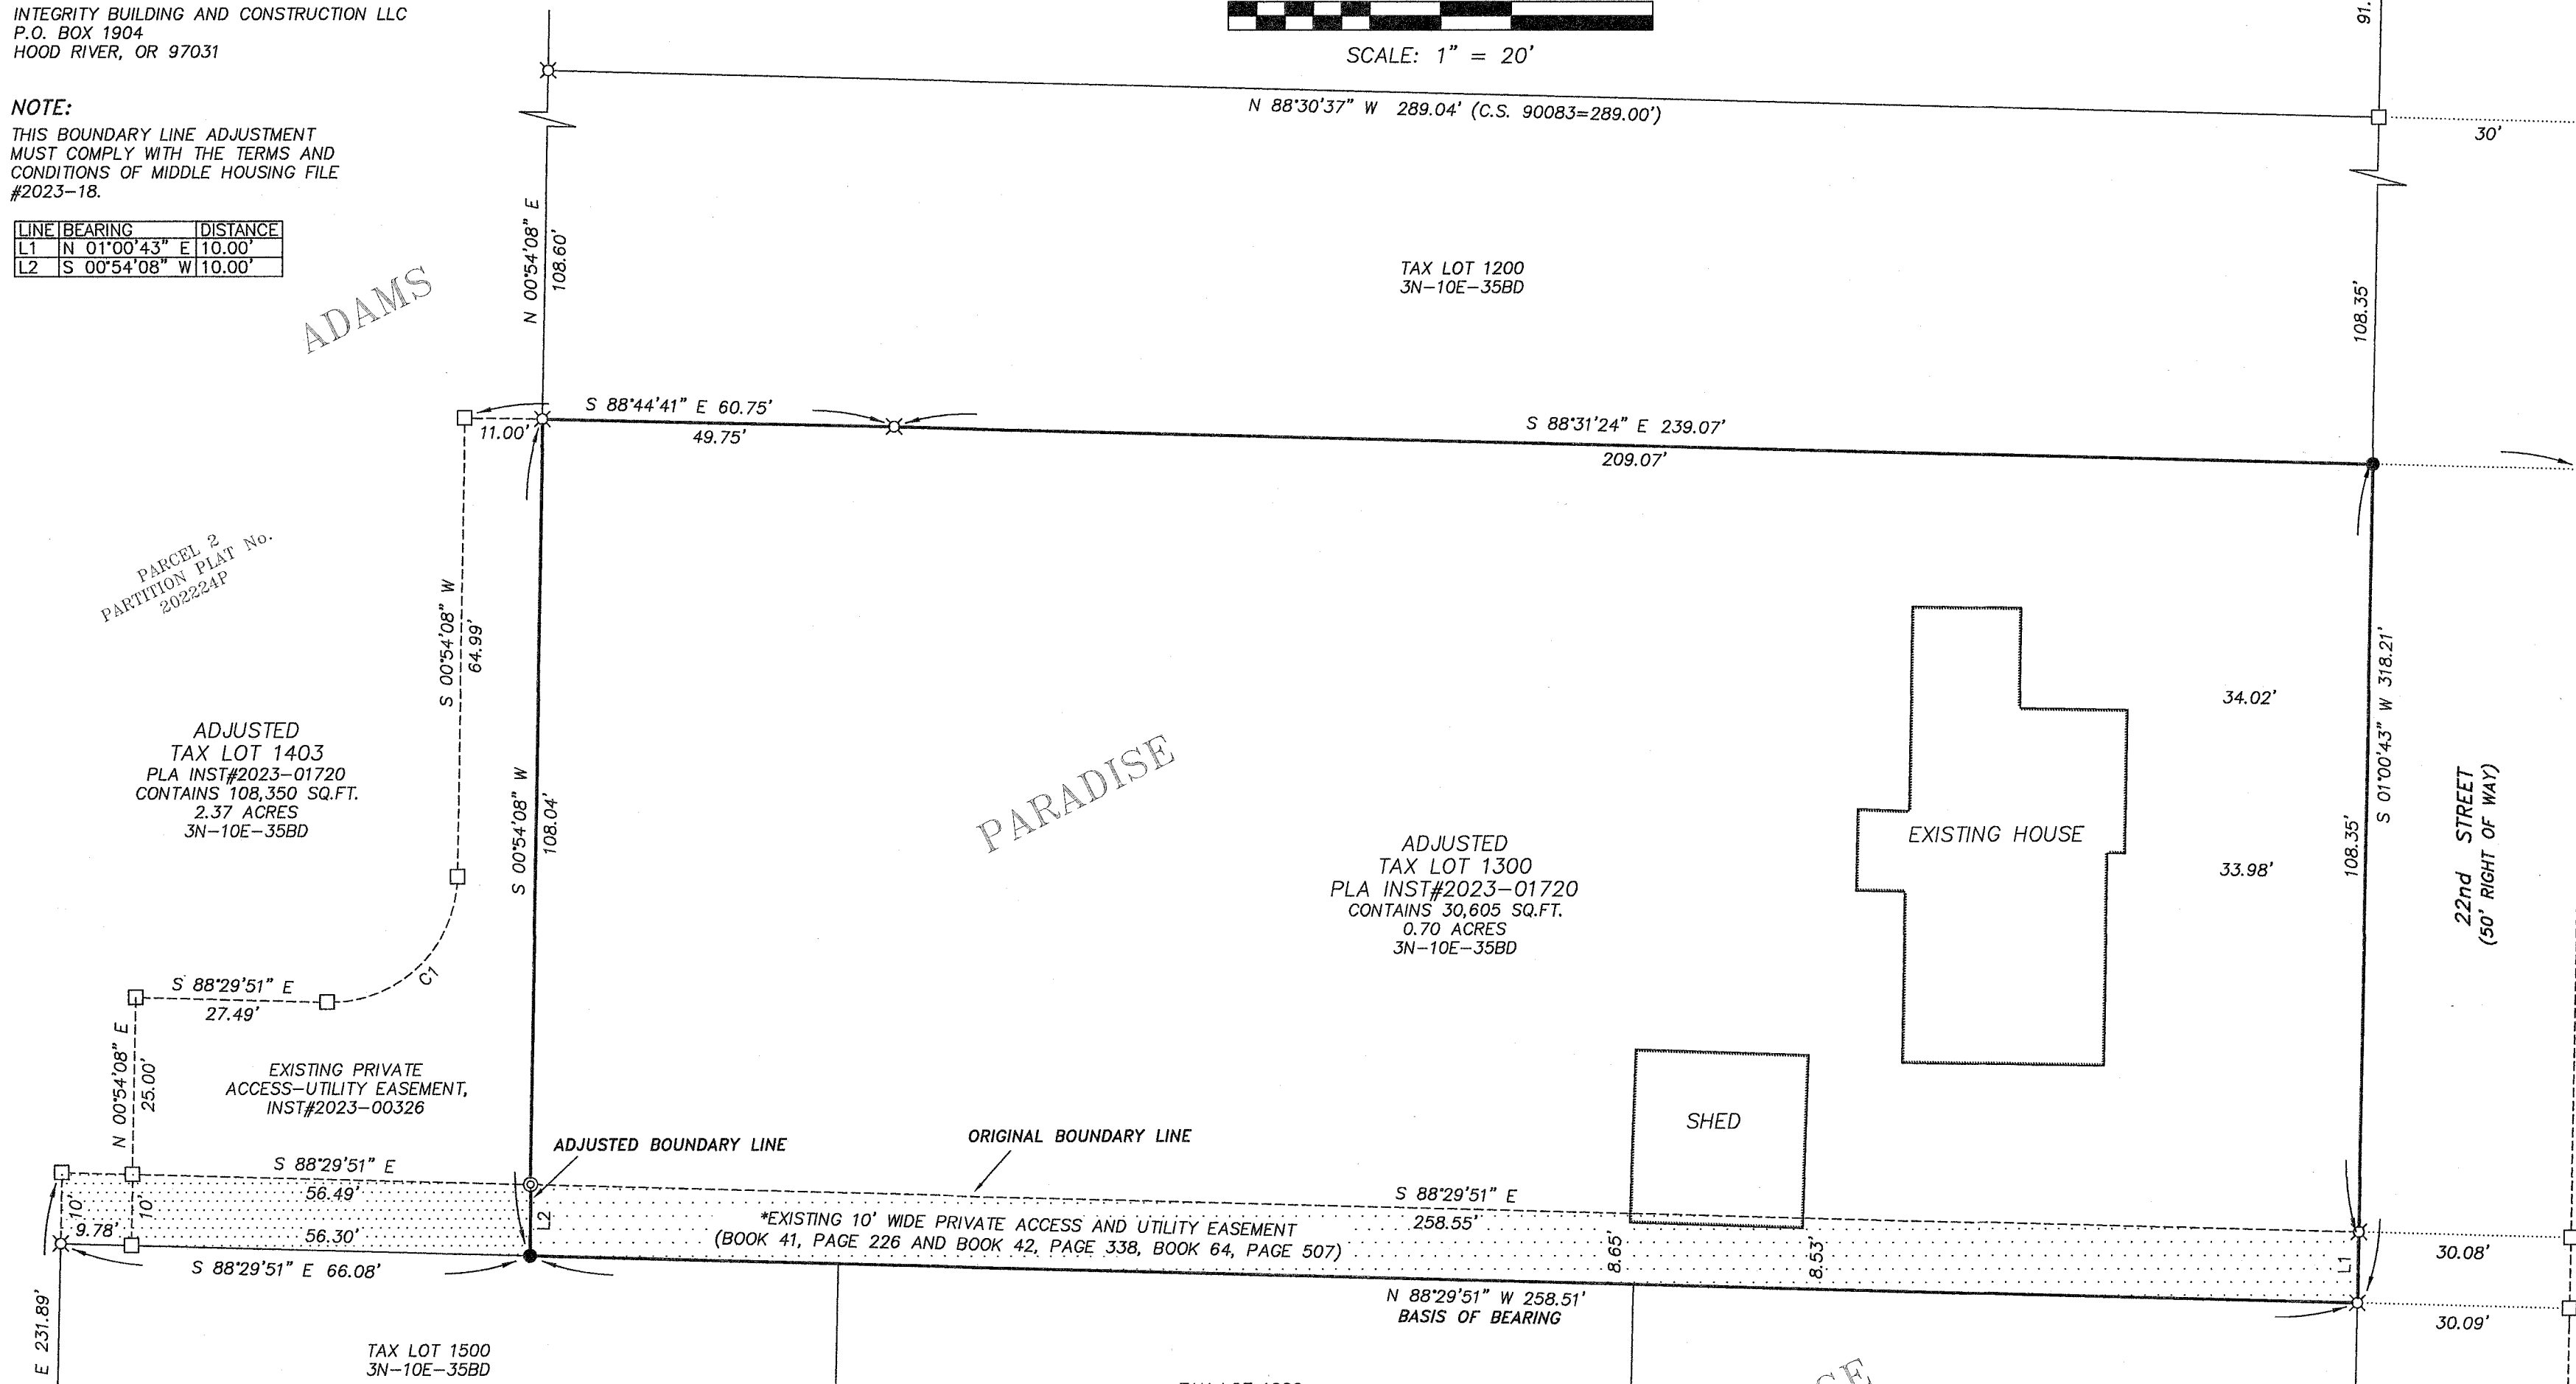 INTEGRITY BUILDING AND CONSTRUCTION LLC
P.O. BOX 1904
HOOD RIVER, OR 97031
SCALE: 1" = 20'
91.
N 88°30'37" W 289.04' (C.S. 90083=289.00')
30'
NOTE:
THIS BOUNDARY LINE ADJUSTMENT
MUST COMPLY WITH THE TERMS AND
CONDITIONS OF MIDDLE HOUSING FILE
#2023-18.
LINE BEARING DISTANCE
L1 N 01°00'43" E 10.00'
L2 S 00°54'08" W 10.00'
ADAMS
N 00°54'08" E
108.60'
TAX LOT 1200
3N-10E-35BD
108.35'
S 88°44'41" E 60.75'
11.00'
49.75'
S 88°31'24" E 239.07'
209.07'
PARCEL 2
PARTITION PLAT No.
202224P
S 00°54'08" W
64.99'
ADJUSTED
TAX LOT 1403
PLA INST#2023-01720
CONTAINS 108,350 SQ.FT.
2.37 ACRES
3N-10E-35BD
S 00°54'08" W
108.04'
PARADISE
ADJUSTED
TAX LOT 1300
PLA INST#2023-01720
CONTAINS 30,605 SQ.FT.
0.70 ACRES
3N-10E-35BD
EXISTING HOUSE
34.02'
33.98'
108.35'
S 01°00'43" W 318.21'
22nd STREET
(50' RIGHT OF WAY)
C1
S 88°29'51" E
27.49'
N 00°54'08" E
25.00'
EXISTING PRIVATE
ACCESS-UTILITY EASEMENT,
INST#2023-00326
SHED
ADJUSTED BOUNDARY LINE
ORIGINAL BOUNDARY LINE
S 88°29'51" E
56.49'
10'
10'
9.78'
56.30'
S 88°29'51" E 66.08'
L2
S 88°29'51" E
258.55'
*EXISTING 10' WIDE PRIVATE ACCESS AND UTILITY EASEMENT
(BOOK 41, PAGE 226 AND BOOK 42, PAGE 338, BOOK 64, PAGE 507)
8.65'
8.53'
L1
30.08'
N 88°29'51" W 258.51'
BASIS OF BEARING
30.09'
E 231.89'
TAX LOT 1500
3N-10E-35BD